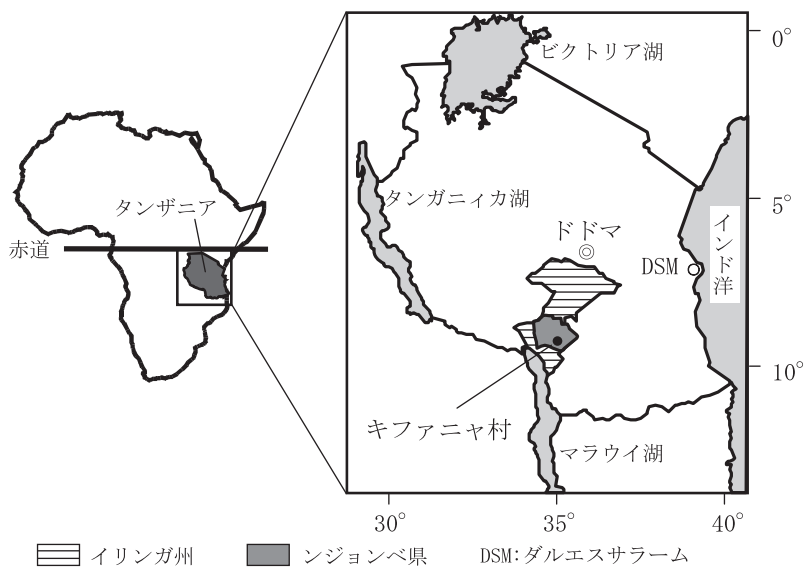 タンザニア
赤道
ビクトリア湖
タンガニィカ湖
ドドマ
DSM
インド洋
キファニャ村
マラウイ湖
0°
5°
10°
30°
35°
40°
イリンガ州
ンジョンベ県
DSM:ダルエスサラーム